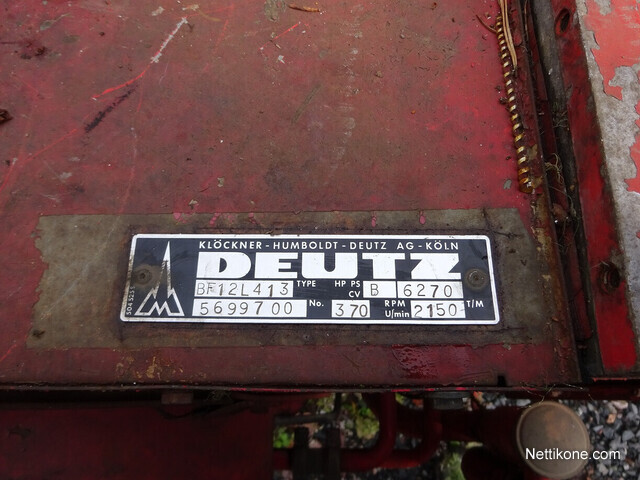 KLÖCKNER-HUMBOLDT-DEUTZ AG-KÖLN
DEUTZ
BF12L413 TYPE HP PS CV B 6270
5699700 No. 370 RPM U/min 2150 T/M
Nettikone.com